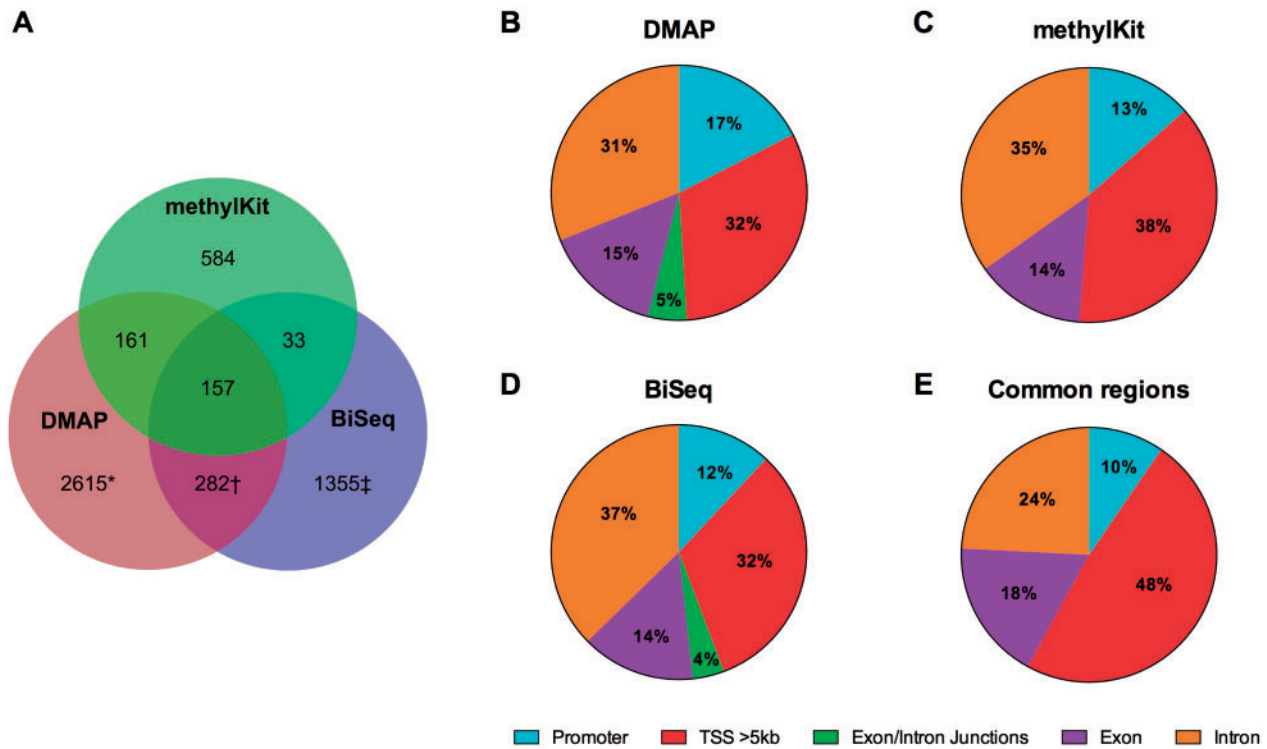 A
methylKit
584
161
33
157
DMAP
BiSeq
2615*
282†
1355‡
B
DMAP
17%
31%
32%
15%
5%
C
methylKit
13%
35%
38%
14%
D
BiSeq
12%
37%
32%
14%
4%
E
Common regions
10%
24%
48%
18%
Promoter
TSS >5kb
Exon/Intron Junctions
Exon
Intron